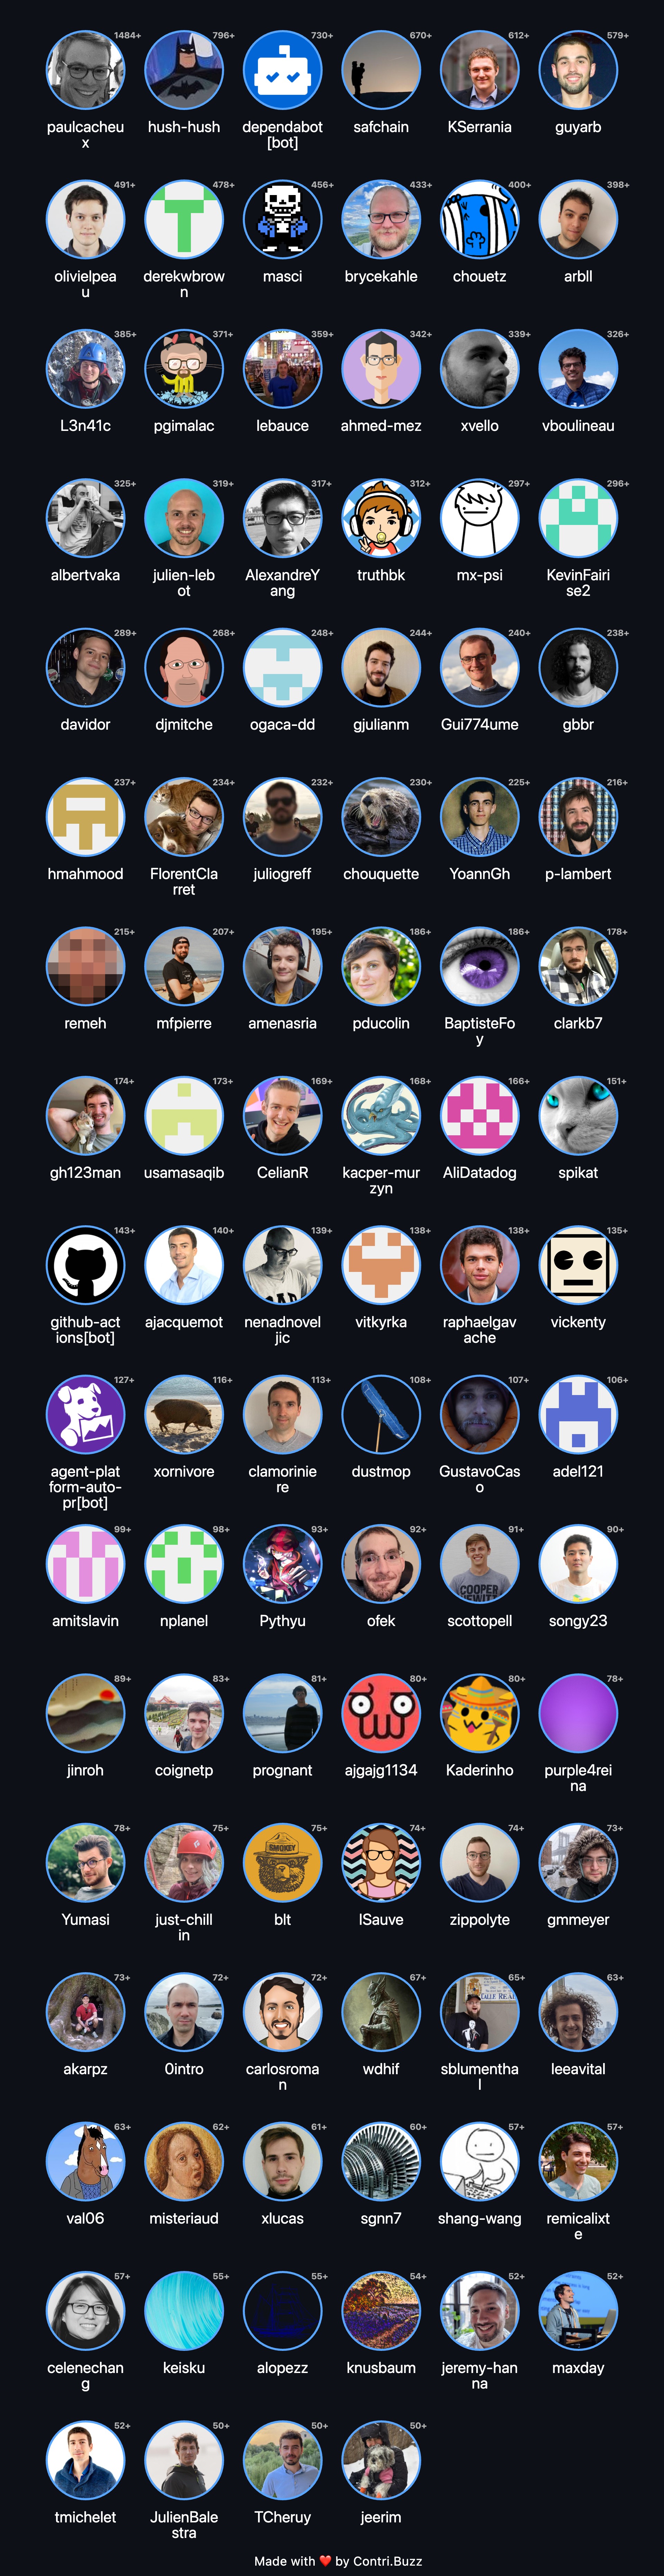 1484+ 796+ 730+ 670+ 612+ 579+
paulcacheu hush-hush dependabot safchain KSerrania guyarb
x [bot]
491+ 478+ 456+ 433+ 400+ 398+
olivielpea derekwbrow masci brycekahle chouetz arbll
u n
385+ 371+ 359+ 342+ 339+ 326+
L3n41c pgimalac lebauce ahmed-mez xvello vboulineau
325+ 319+ 317+ 312+ 297+ 296+
albertvaka julien-leb AlexandreY truthbk mx-psi KevinFairi
ot ang se2
289+ 268+ 248+ 244+ 240+ 238+
davidor djmitche ogaca-dd gjulianm Gui774ume gbbr
237+ 234+ 232+ 230+ 225+ 216+
hmahmood FlorentCla juliogreff chouquette YoannGh p-lambert
rret
215+ 207+ 195+ 186+ 186+ 178+
remeh mfpierre amenasria pducolin BaptisteFo clarkb7
y
174+ 173+ 169+ 168+ 166+ 151+
gh123man usamasaqib CelianR kacper-mur AliDatadog spikat
zyn
143+ 140+ 139+ 138+ 138+ 135+
github-act ajacquemot nenadnovel vitkyrka raphaelgav vickenty
ions[bot] jic ache
127+ 116+ 113+ 108+ 107+ 106+
agent-plat xornivore clamorinie dustmop GustavoCas adel121
form-auto- re o
pr[bot]
99+ 98+ 93+ 92+ 91+ 90+
COOPER
amitslavin nplanel Pythyu ofek scottopell songy23
89+ 83+ 81+ 80+ 80+ 78+
jinroh coignetp prognant ajgajg1134 Kaderinho purple4rei
na
78+ 75+ 75+ 74+ 74+ 73+
SMOKEY
Yumasi just-chill blt lSauve zippolyte gmmeyer
in
73+ 72+ 72+ 67+ 65+ 63+
akarpz 0intro carlosroma wdhif sblumentha leeavital
n l
63+ 62+ 61+ 60+ 57+ 57+
val06 misteriaud xlucas sgnn7 shang-wang remicalixt
e
57+ 55+ 55+ 54+ 52+ 52+
celenechan keisku alopezz knusbaum jeremy-han maxday
g na
52+ 50+ 50+ 50+
tmichelet JulienBale TCheruy jeerim
stra
Made with ❤️ by Contri.Buzz